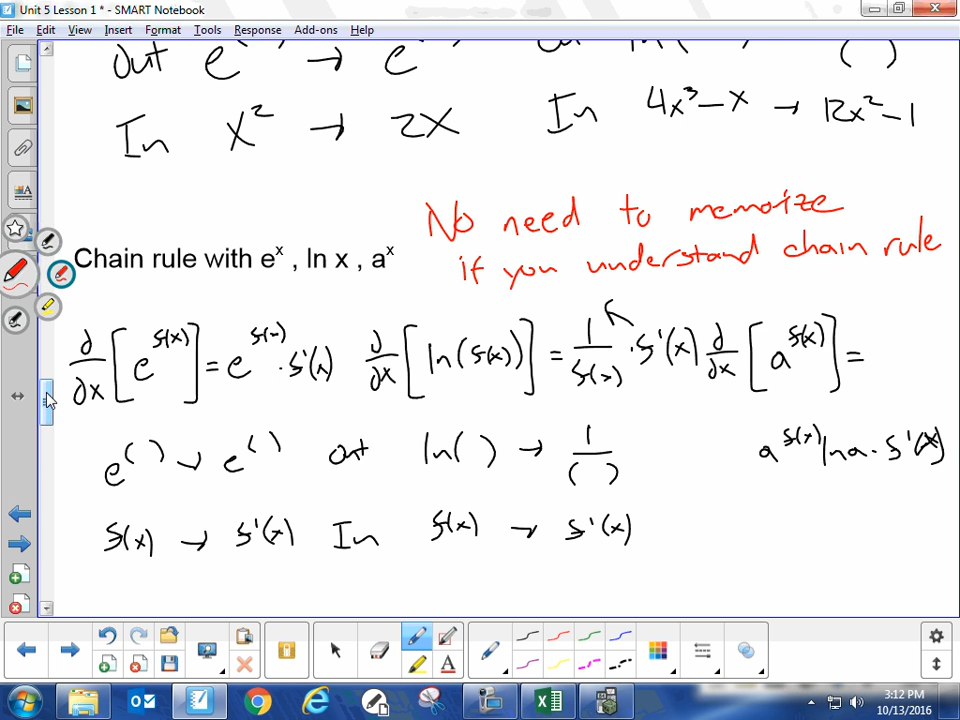 Unit 5 Lesson 1 * - SMART Notebook
File Edit View Insert Format Tools Response Add-ons Help
Out e^( ) → e^( )
In x² → 2x In 4x³ - x → 12x² - 1
No need to memorize
if you understand chain rule
Chain rule with eˣ , ln x , aˣ
d/dx [e^f(x)] = e^f(x) · f'(x) d/dx [ln(f(x))] = 1/f(x) · f'(x) d/dx [a^f(x)] =
e^( ) → e^( ) out ln( ) → 1/( ) a^f(x) ln a · f'(x)
f(x) → f'(x) In f(x) → f'(x)
3:12 PM
10/13/2016